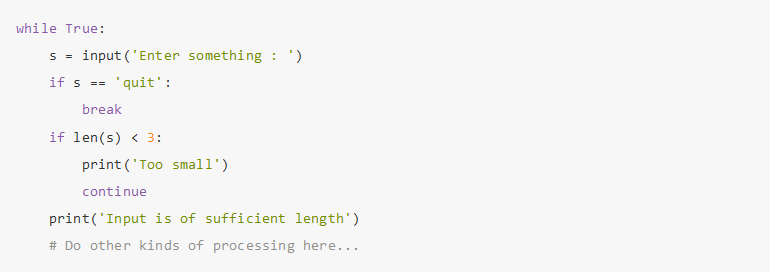 while True:
    s = input('Enter something : ')
    if s == 'quit':
        break
    if len(s) < 3:
        print('Too small')
        continue
    print('Input is of sufficient length')
    # Do other kinds of processing here...